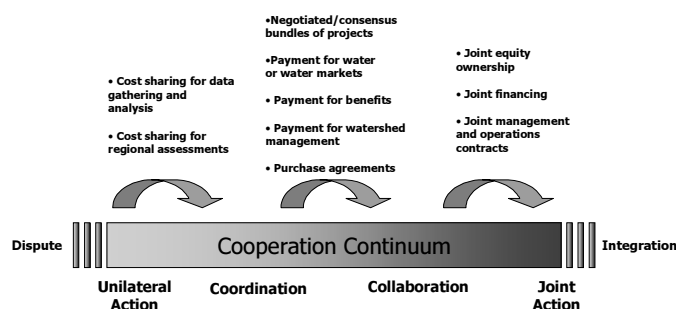 • Cost sharing for data
gathering and
analysis
• Cost sharing for
regional assessments
•Negotiated/consensus
bundles of projects
•Payment for water
or water markets
• Payment for benefits
• Payment for watershed
management
• Purchase agreements
• Joint equity
ownership
• Joint financing
• Joint management
and operations
contracts
Dispute
Cooperation Continuum
Integration
Unilateral
Action
Coordination
Collaboration
Joint
Action